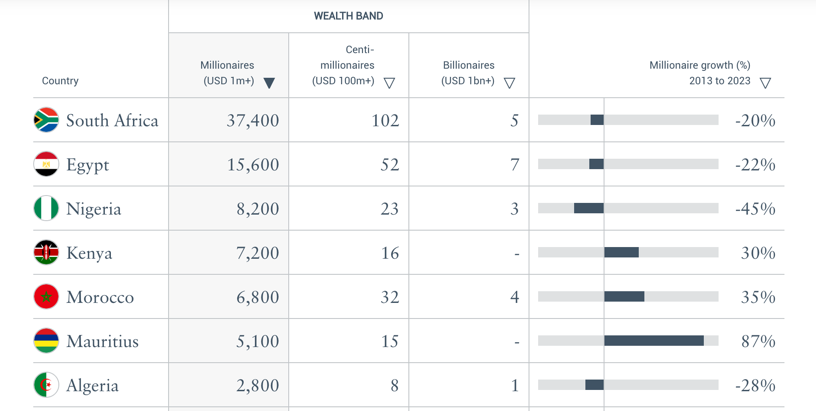 WEALTH BAND
Country
Millionaires
(USD 1m+)
Centi-
millionaires
(USD 100m+)
Billionaires
(USD 1bn+)
Millionaire growth (%)
2013 to 2023
South Africa 37,400 102 5 -20%
Egypt 15,600 52 7 -22%
Nigeria 8,200 23 3 -45%
Kenya 7,200 16 - 30%
Morocco 6,800 32 4 35%
Mauritius 5,100 15 - 87%
Algeria 2,800 8 1 -28%